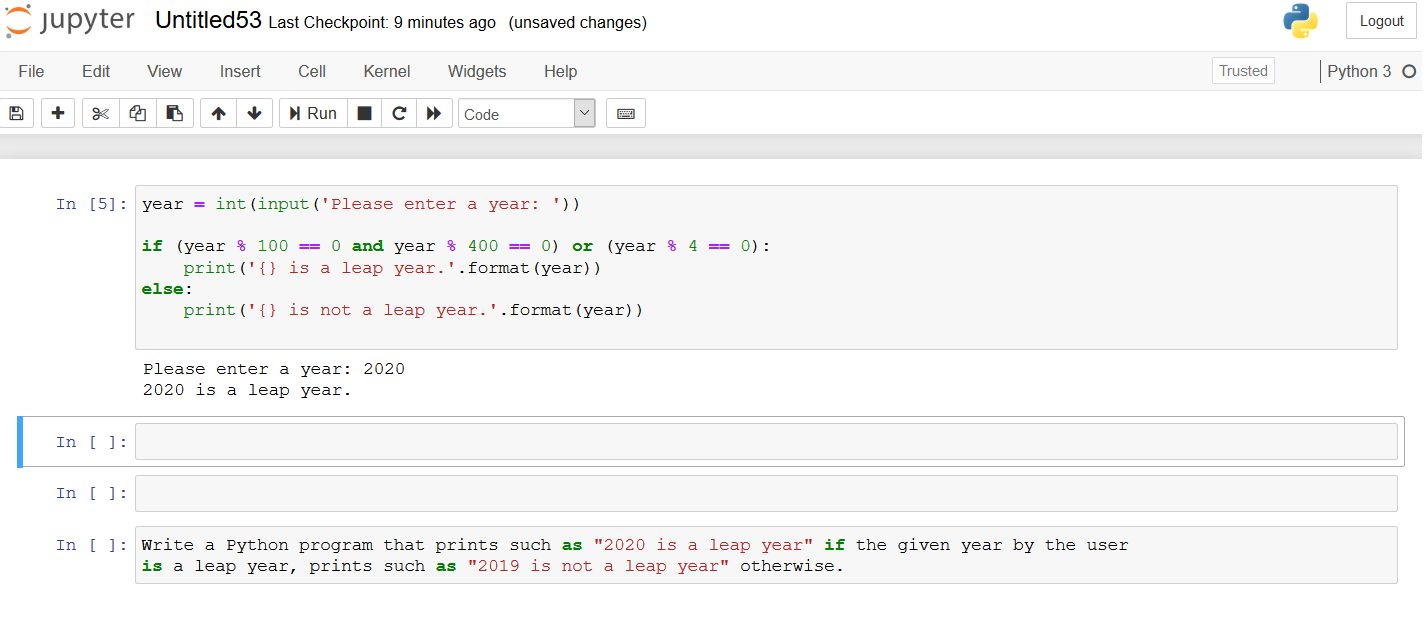 jupyter Untitled53 Last Checkpoint: 9 minutes ago (unsaved changes) Logout
File Edit View Insert Cell Kernel Widgets Help Trusted Python 3
Run Code
In [5]: year = int(input('Please enter a year: '))
if (year % 100 == 0 and year % 400 == 0) or (year % 4 == 0):
    print('{} is a leap year.'.format(year))
else:
    print('{} is not a leap year.'.format(year))
Please enter a year: 2020
2020 is a leap year.
In [ ]:
In [ ]:
In [ ]: Write a Python program that prints such as "2020 is a leap year" if the given year by the user
is a leap year, prints such as "2019 is not a leap year" otherwise.